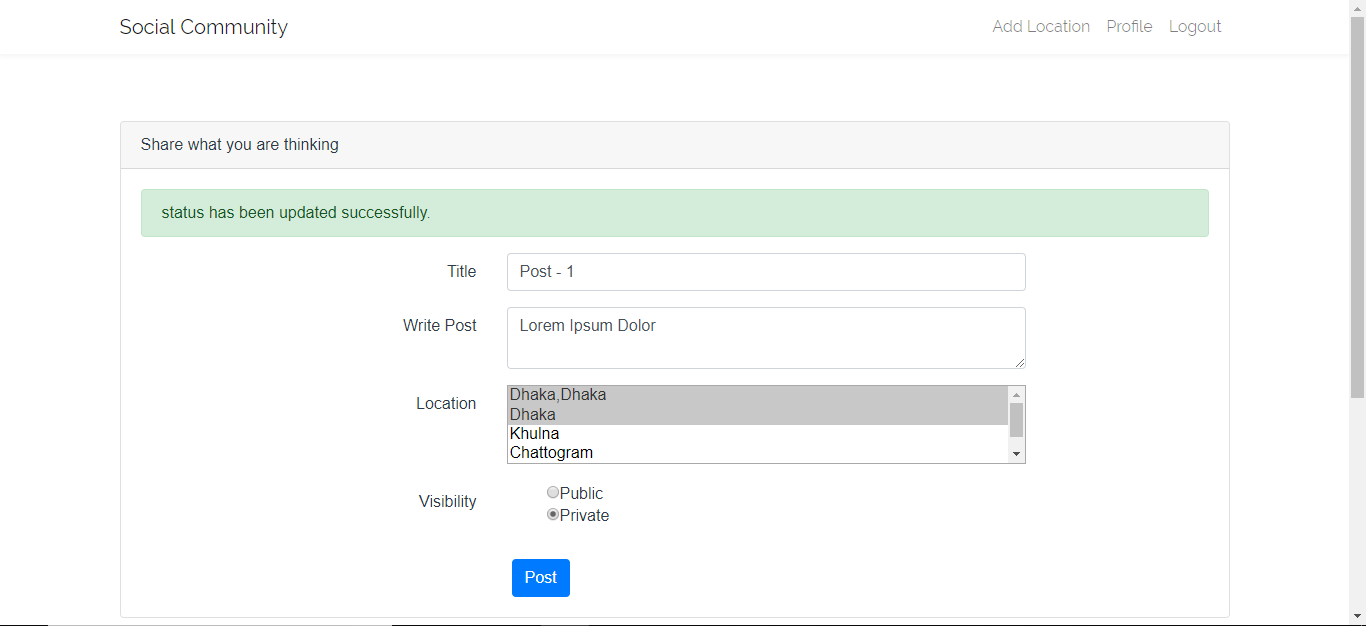 Social Community
Add Location Profile Logout
Share what you are thinking
status has been updated successfully.
Title Post - 1
Write Post Lorem Ipsum Dolor
Location
Dhaka,Dhaka
Dhaka
Khulna
Chattogram
Visibility
Public
Private
Post